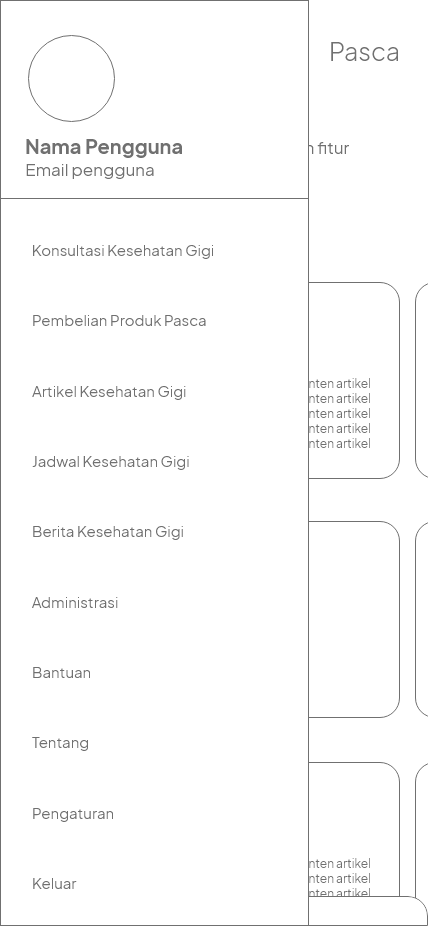 Pasca
Nama Pengguna
Email pengguna
fitur
Konsultasi Kesehatan Gigi
Pembelian Produk Pasca
Artikel Kesehatan Gigi
Jadwal Kesehatan Gigi
Berita Kesehatan Gigi
Administrasi
Bantuan
Tentang
Pengaturan
Keluar
nten artikel
nten artikel
nten artikel
nten artikel
nten artikel
nten artikel
nten artikel
nten artikel